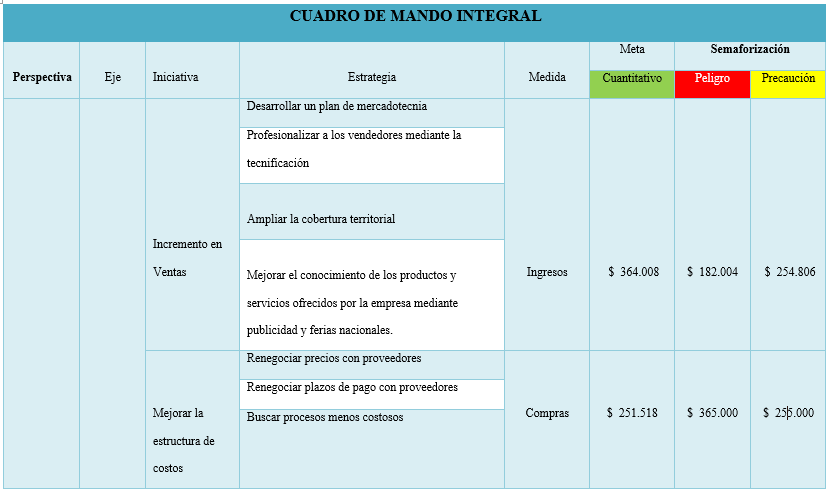 CUADRO DE MANDO INTEGRAL
Perspectiva
Eje
Iniciativa
Estrategia
Medida
Meta
Semaforización
Cuantitativo
Peligro
Precaución
Incremento en
Ventas
Desarrollar un plan de mercadotecnia
Profesionalizar a los vendedores mediante la
tecnificación
Ampliar la cobertura territorial
Mejorar el conocimiento de los productos y
servicios ofrecidos por la empresa mediante
publicidad y ferias nacionales.
Ingresos
$ 364.008
$ 182.004
$ 254.806
Mejorar la
estructura de
costos
Renegociar precios con proveedores
Renegociar plazos de pago con proveedores
Buscar procesos menos costosos
Compras
$ 251.518
$ 365.000
$ 255.000